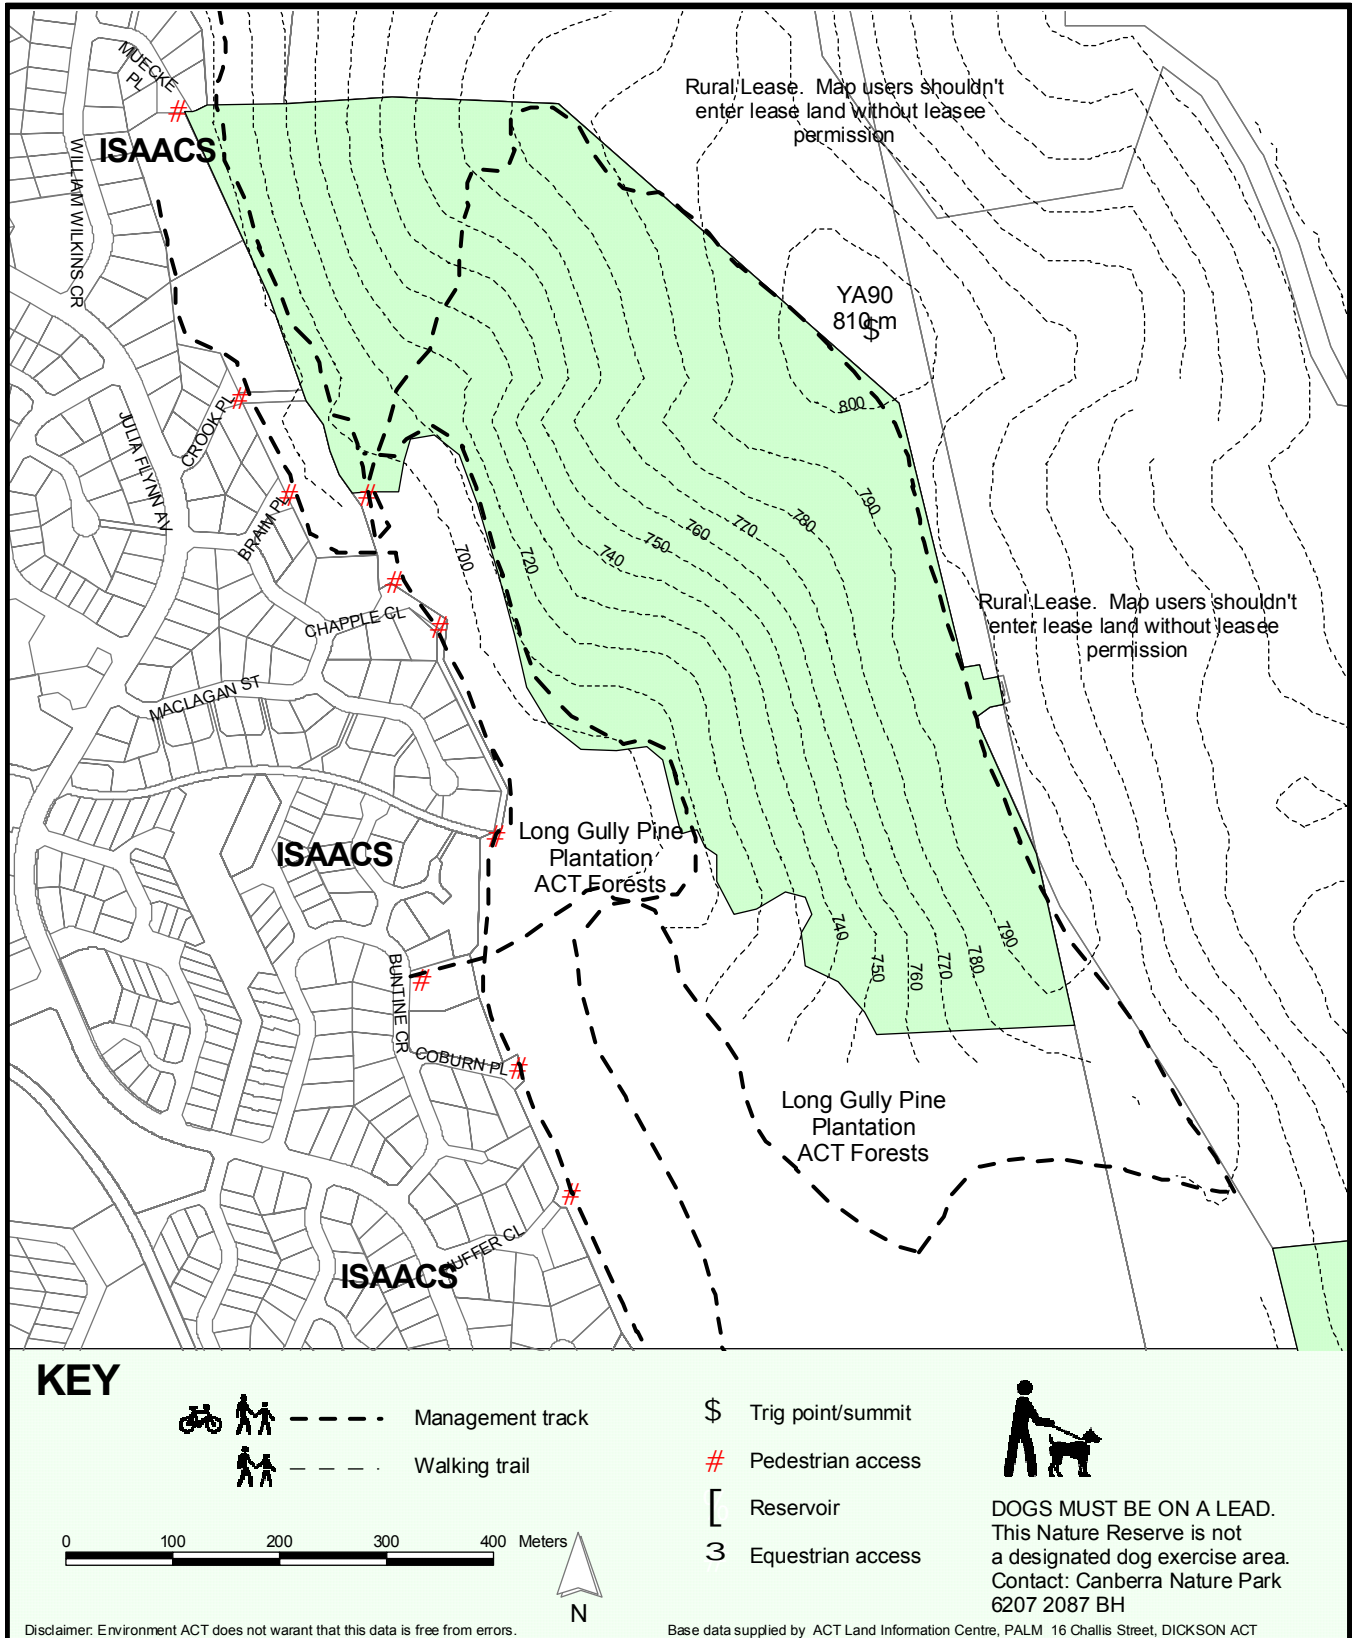 MUECKE
PL
Rural Lease. Map users shouldn't
enter lease land without leasee
permission
ISAACS
WILLIAM WILKINS CR
YA90
810 m
$
800
CROOK PL
JULIA FLYNN AV
BRAIM PL
790
780
770
760
750
740
720
700
CHAPPLE CL
Rural Lease. Map users shouldn't
enter lease land without leasee
permission
MACLAGAN ST
ISAACS
Long Gully Pine
Plantation
ACT Forests
740
750
760
770
780
790
BUNTINE CR
COBURN PL
Long Gully Pine
Plantation
ACT Forests
ISAACS
KEY
Management track
Walking trail
$ Trig point/summit
# Pedestrian access
[ Reservoir
3 Equestrian access
0 100 200 300 400 Meters
N
DOGS MUST BE ON A LEAD.
This Nature Reserve is not
a designated dog exercise area.
Contact: Canberra Nature Park
6207 2087 BH
Disclaimer: Environment ACT does not warant that this data is free from errors.
Base data supplied by ACT Land Information Centre, PALM 16 Challis Street, DICKSON ACT